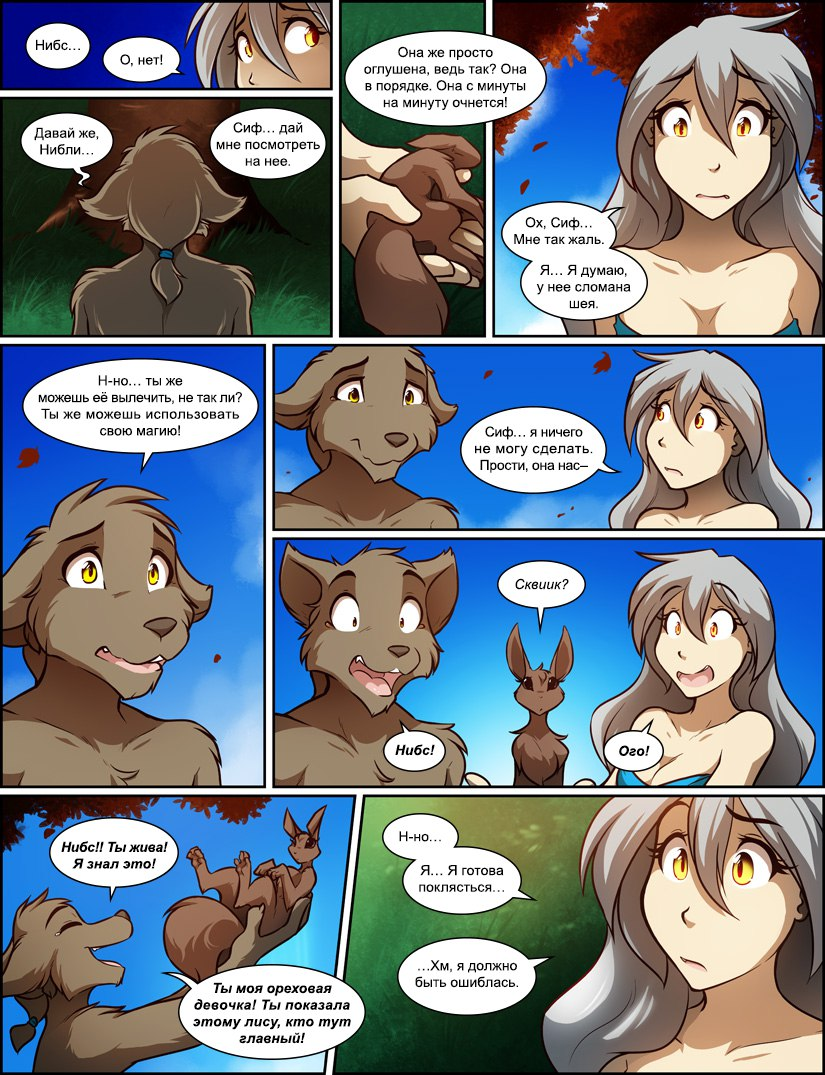 Нибс...
О, нет!
Давай же,
Нибли...
Сиф... дай
мне посмотреть
на нее.
Она же просто
оглушена, ведь так? Она
в порядке. Она с минуты
на минуту очнется!
Ох, Сиф...
Мне так жаль.
Я... Я думаю,
у нее сломана
шея.
Н-но... ты же
можешь её вылечить, не так ли?
Ты же можешь использовать
свою магию!
Сиф... я ничего
не могу сделать.
Прости, она нас–
Сквиик?
Нибс!
Ого!
Нибс!! Ты жива!
Я знал это!
Ты моя ореховая
девочка! Ты показала
этому лису, кто тут
главный!
Н-но...
Я... Я готова
поклясться...
...Хм, я должно
быть ошиблась.